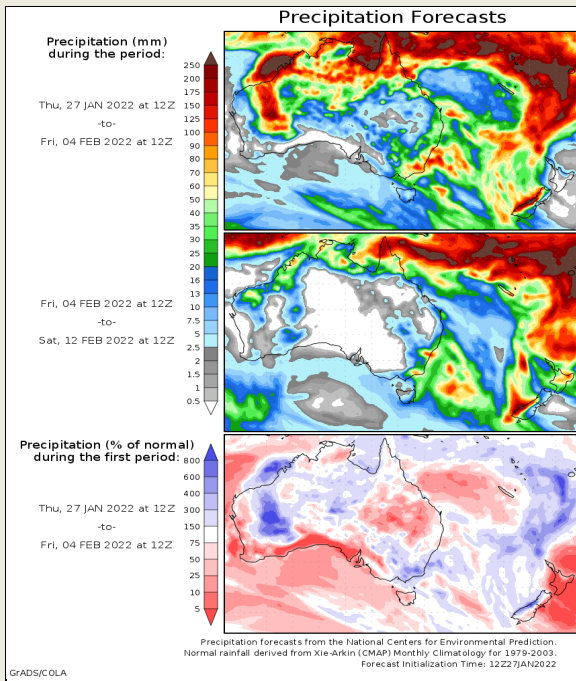 Precipitation Forecasts
Precipitation (mm)
during the period:
Thu, 27 JAN 2022 at 12Z
-to-
Fri, 04 FEB 2022 at 12Z
250
200
175
150
125
100
90
80
70
60
50
40
35
30
25
20
16
13
10
7.5
5
2.5
2
1.5
1
0.5
Fri, 04 FEB 2022 at 12Z
-to-
Sat, 12 FEB 2022 at 12Z
Precipitation (% of normal)
during the first period:
Thu, 27 JAN 2022 at 12Z
-to-
Fri, 04 FEB 2022 at 12Z
800
600
400
300
150
75
50
25
10
5
Precipitation forecasts from the National Centers for Environmental Prediction.
Normal rainfall derived from Xie-Arkin (CMAP) Monthly Climatology for 1979-2003.
Forecast Initialization Time: 12Z27JAN2022
GrADS/COLA